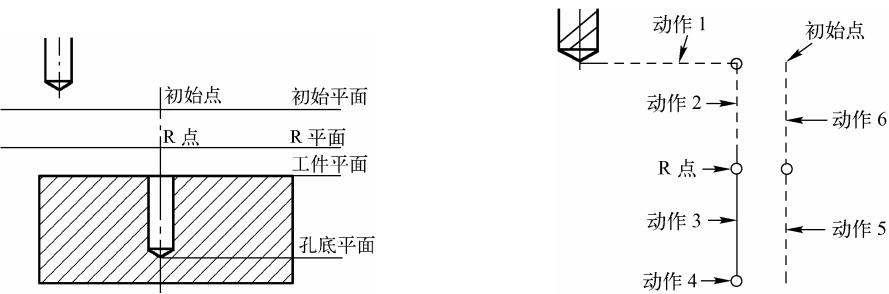 初始点
初始平面
R 点
R 平面
工件平面
孔底平面
动作 1
初始点
动作 2
动作 6
R 点
动作 3
动作 5
动作 4